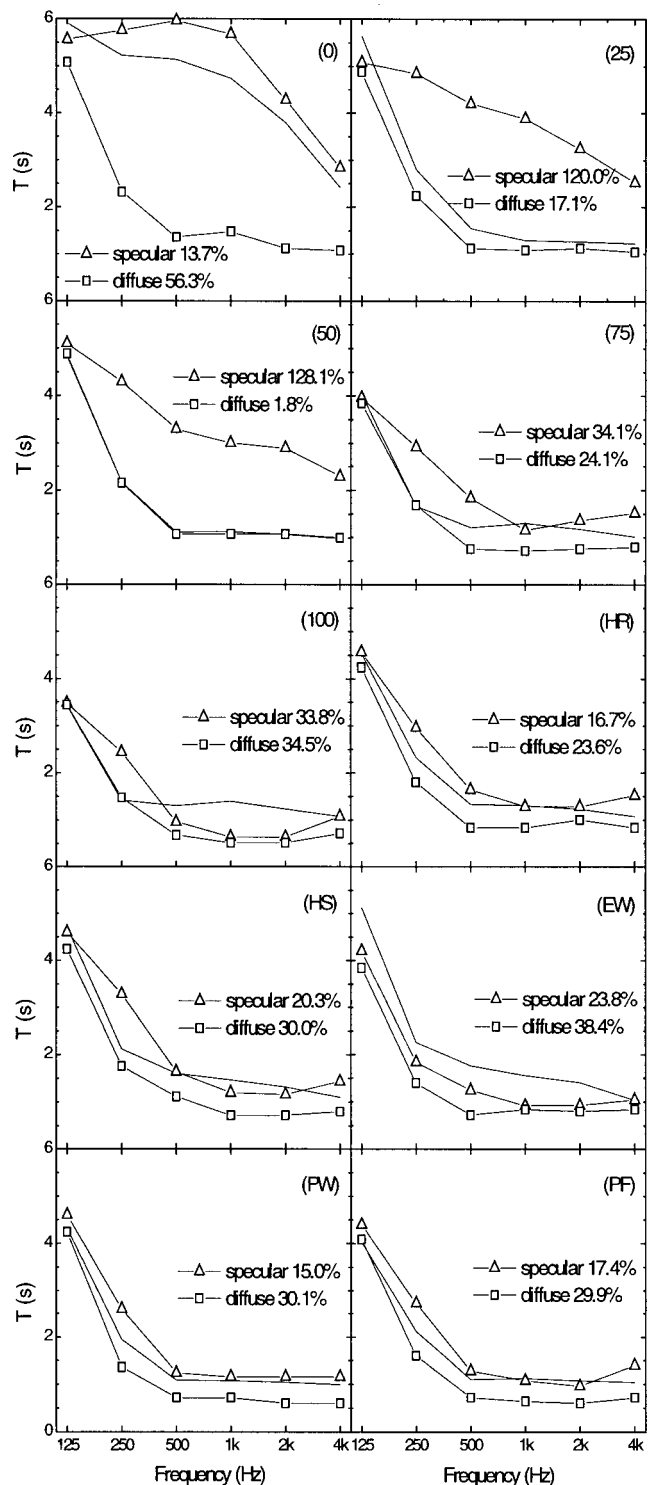 6
(0)
(25)
4
T (s)
specular 120.0%
2
diffuse 17.1%
specular 13.7%
diffuse 56.3%
6
(50)
(75)
specular 128.1%
4
diffuse 1.8%
specular 34.1%
T (s)
diffuse 24.1%
2
6
(100)
(HR)
4
specular 33.8%
specular 16.7%
T (s)
diffuse 34.5%
diffuse 23.6%
2
6
(HS)
(EW)
4
specular 20.3%
specular 23.8%
T (s)
diffuse 30.0%
diffuse 38.4%
2
6
(PW)
(PF)
4
specular 15.0%
specular 17.4%
T (s)
diffuse 30.1%
diffuse 29.9%
2
0
125 250 500 1k 2k 4k
125 250 500 1k 2k 4k
Frequency (Hz)
Frequency (Hz)